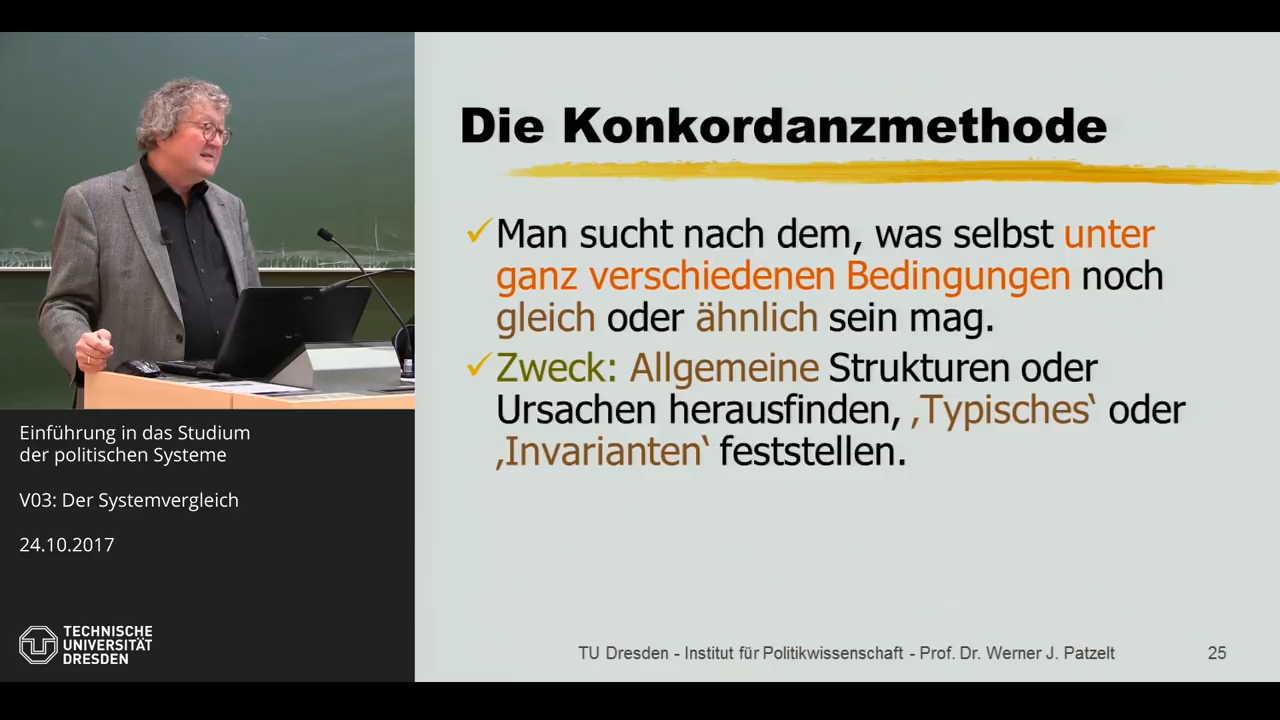 Die Konkordanzmethode
Man sucht nach dem, was selbst unter
ganz verschiedenen Bedingungen noch
gleich oder ähnlich sein mag.
Zweck: Allgemeine Strukturen oder
Ursachen herausfinden, ‚Typisches‘ oder
‚Invarianten‘ feststellen.
TU Dresden - Institut für Politikwissenschaft - Prof. Dr. Werner J. Patzelt
25
Einführung in das Studium
der politischen Systeme
V03: Der Systemvergleich
24.10.2017
TECHNISCHE
UNIVERSITÄT
DRESDEN